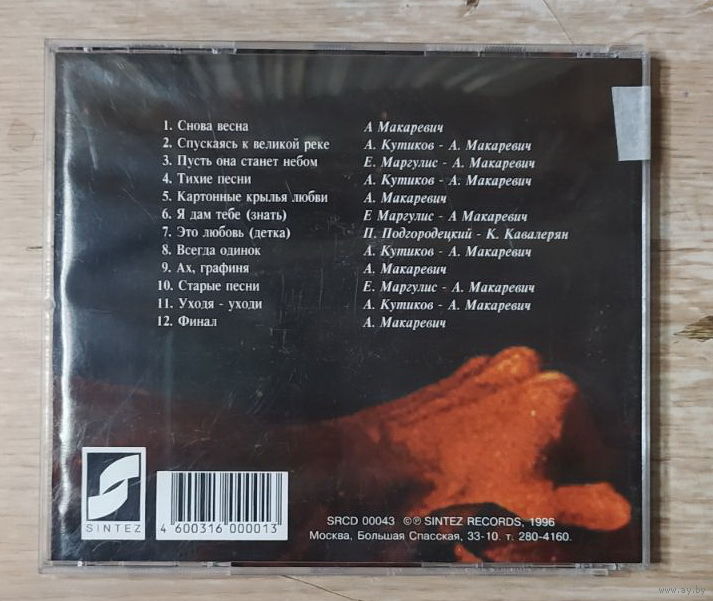 1. Снова весна А Макаревич
2. Спускаясь к великой реке А. Кутиков - А. Макаревич
3. Пусть она станет небом Е. Маргулис - А. Макаревич
4. Тихие песни А. Кутиков - А. Макаревич
5. Картонные крылья любви А. Макаревич
6. Я дам тебе (знать) Е Маргулис - А Макаревич
7. Это любовь (детка) П. Подгородецкий - К. Кавалерян
8. Всегда одинок А. Кутиков - А. Макаревич
9. Ах, графиня А. Макаревич
10. Старые песни Е. Маргулис - А. Макаревич
11. Уходя - уходи А. Кутиков - А. Макаревич
12. Финал А. Макаревич
SINTEZ
4 600316 000013
SRCD 00043 ©℗ SINTEZ RECORDS, 1996
Москва, Большая Спасская, 33-10. т. 280-4160.
www.ay.by